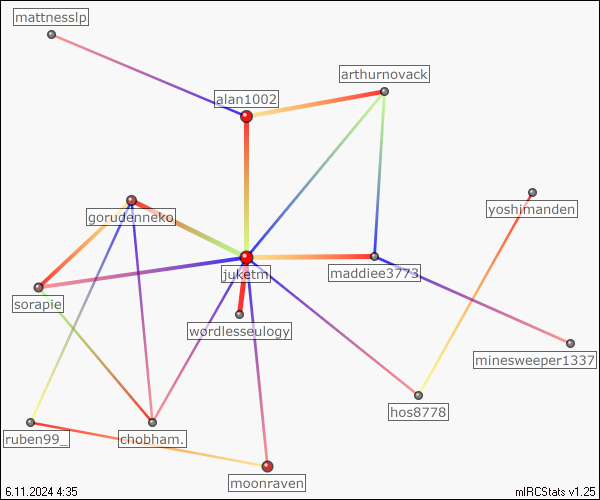 mattnesslp
arthurnovack
alan1002
yoshimanden
gorudenneko
juketm
maddiee3773
sorapie
wordlesseulogy
minesweeper1337
hos8778
ruben99_
chobham.
moonraven
6.11.2024 4:35
mIRCStats v1.25